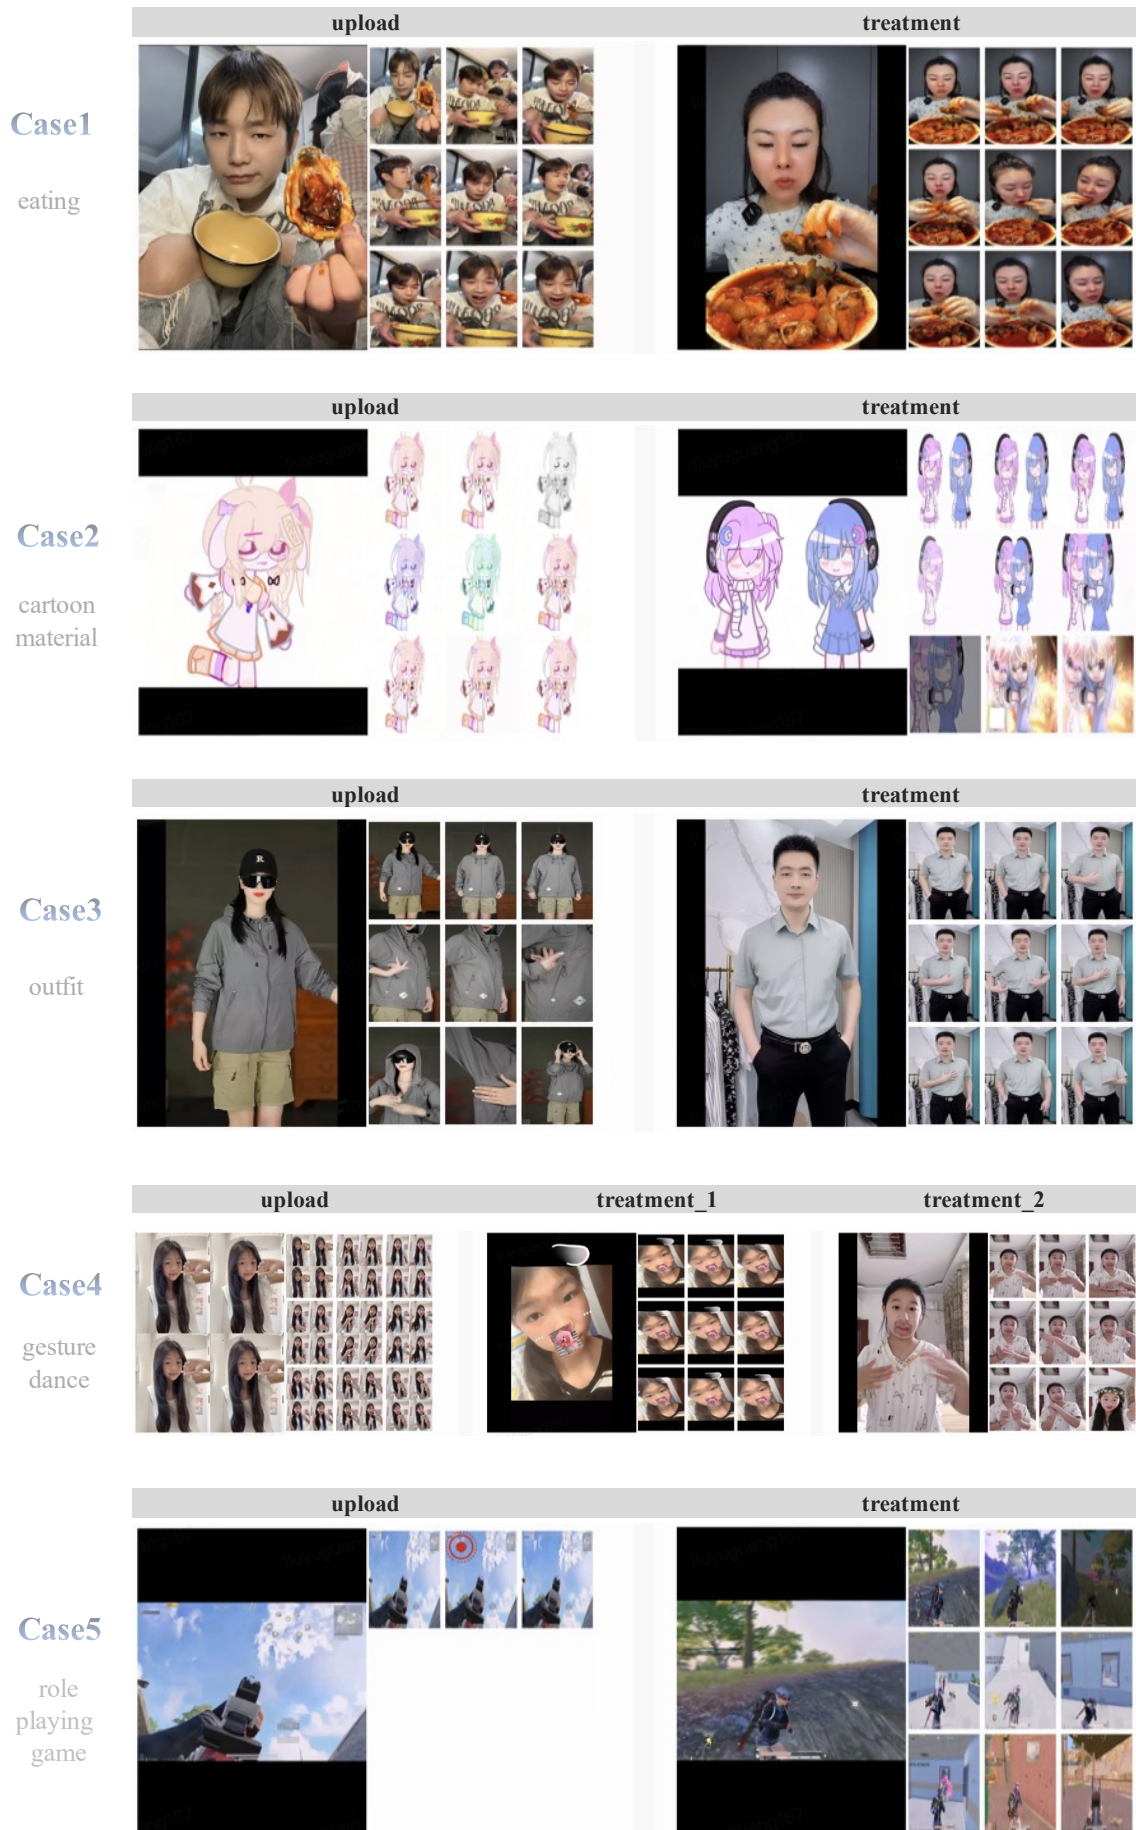 upload
treatment
Case1
eating
upload
treatment
Case2
cartoon
material
upload
treatment
Case3
outfit
R
upload
treatment_1
treatment_2
Case4
gesture
dance
upload
treatment
Case5
role
playing
game